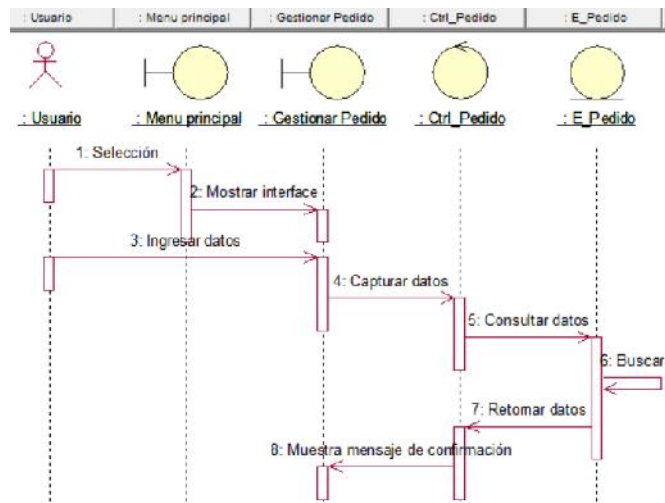 : Usuario
: Menu principal
: Gestionar Pedido
: Ctrl_Pedido
: E_Pedido
: Usuario
: Menu principal
: Gestionar Pedido
: Ctrl_Pedido
: E_Pedido
1: Selección
2: Mostrar interface
3: Ingresar datos
4: Capturar datos
5: Consultar datos
6: Buscar
7: Retornar datos
8: Muestra mensaje de confirmación